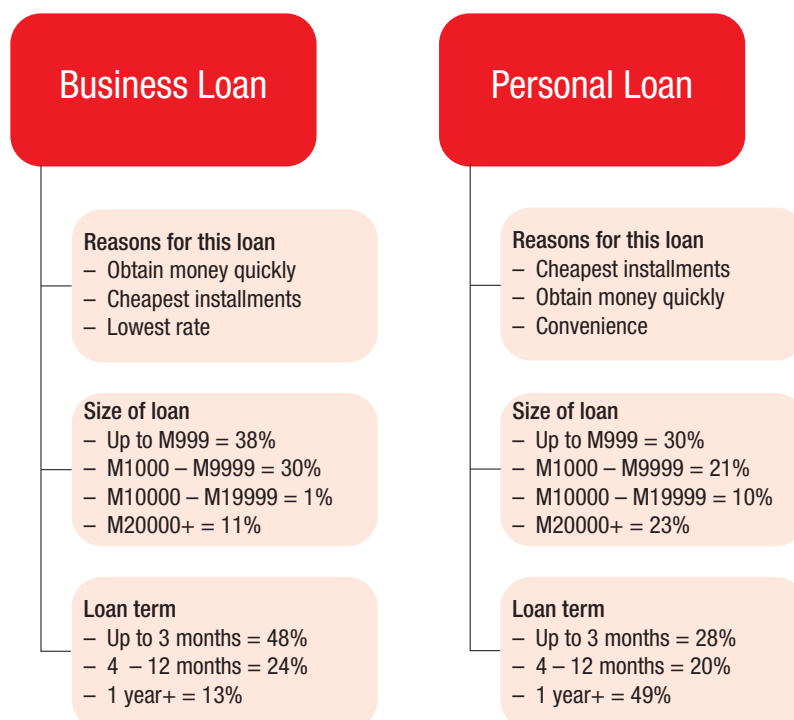 Business Loan
Reasons for this loan
– Obtain money quickly
– Cheapest installments
– Lowest rate
Size of loan
– Up to M999 = 38%
– M1000 – M9999 = 30%
– M10000 – M19999 = 1%
– M20000+ = 11%
Loan term
– Up to 3 months = 48%
– 4 – 12 months = 24%
– 1 year+ = 13%
Personal Loan
Reasons for this loan
– Cheapest installments
– Obtain money quickly
– Convenience
Size of loan
– Up to M999 = 30%
– M1000 – M9999 = 21%
– M10000 – M19999 = 10%
– M20000+ = 23%
Loan term
– Up to 3 months = 28%
– 4 – 12 months = 20%
– 1 year+ = 49%